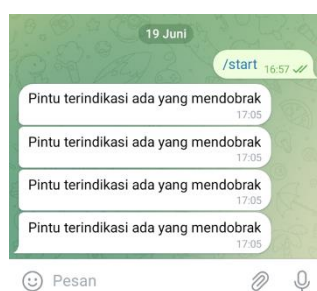 19 Juni
/start 16:57
Pintu terindikasi ada yang mendobrak
17:05
Pintu terindikasi ada yang mendobrak
17:05
Pintu terindikasi ada yang mendobrak
17:05
Pintu terindikasi ada yang mendobrak
17:05
Pesan